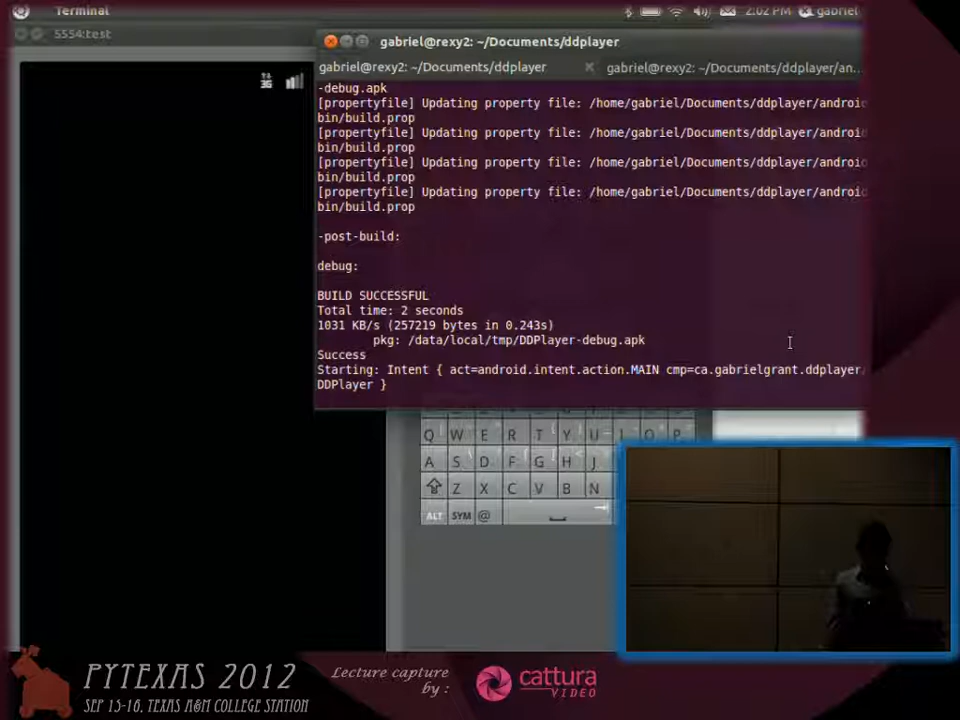 Terminal
2:02 PM gabriel
5554:test
3G
gabriel@rexy2: ~/Documents/ddplayer
gabriel@rexy2: ~/Documents/ddplayer
gabriel@rexy2: ~/Documents/ddplayer/an...
-debug.apk
[propertyfile] Updating property file: /home/gabriel/Documents/ddplayer/androi
bin/build.prop
[propertyfile] Updating property file: /home/gabriel/Documents/ddplayer/androi
bin/build.prop
[propertyfile] Updating property file: /home/gabriel/Documents/ddplayer/androi
bin/build.prop
[propertyfile] Updating property file: /home/gabriel/Documents/ddplayer/androi
bin/build.prop
-post-build:
debug:
BUILD SUCCESSFUL
Total time: 2 seconds
1031 KB/s (257219 bytes in 0.243s)
pkg: /data/local/tmp/DDPlayer-debug.apk
Success
Starting: Intent { act=android.intent.action.MAIN cmp=ca.gabrielgrant.ddplayer/
DDPlayer }
Q W E R T Y U I O P
A S D F G H J
Z X C V B N
ALT SYM @
PYTEXAS 2012
SEP 15-16, TEXAS A&M COLLEGE STATION
Lecture capture
by :
cattura
VIDEO